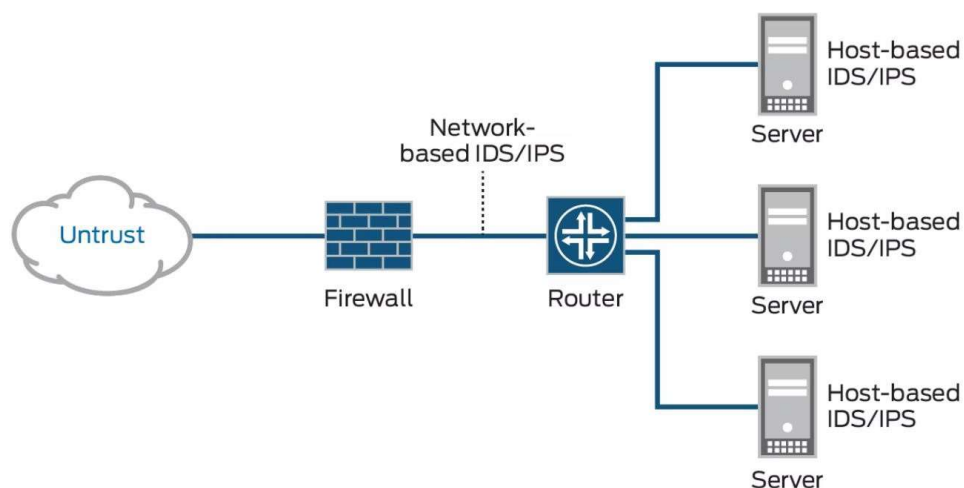 Host-based
IDS/IPS
Server
Network-
based IDS/IPS
Untrust
Firewall
Router
Host-based
IDS/IPS
Server
Host-based
IDS/IPS
Server